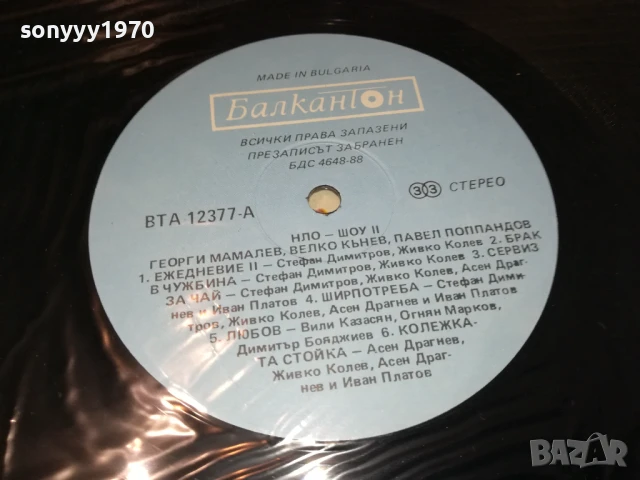 sonyyy1970
MADE IN BULGARIA
Балкантон
ВСИЧКИ ПРАВА ЗАПАЗЕНИ
ПРЕЗАПИСЪТ ЗАБРАНЕН
БДС 4648-88
ВТА 12377-А
33 СТЕРЕО
НЛО — ШОУ II
ГЕОРГИ МАМАЛЕВ, ВЕЛКО КЪНЕВ, ПАВЕЛ ПОППАНДОВ
1. ЕЖЕДНЕВИЕ II — Стефан Димитров, Живко Колев 2. БРАК
В ЧУЖБИНА — Стефан Димитров, Живко Колев 3. СЕРВИЗ
ЗА ЧАЙ — Стефан Димитров, Живко Колев, Асен Драг-
нев и Иван Платов 4. ШИРПОТРЕБА — Стефан Дими-
тров, Живко Колев, Асен Драгнев и Иван Платов
5. ЛЮБОВ — Вили Казасян, Огнян Марков,
Димитър Бояджиев 6. КОЛЕЖКА-
ТА СТОЙКА — Асен Драгнев,
Живко Колев, Асен Драг-
нев и Иван Платов
BAZAR